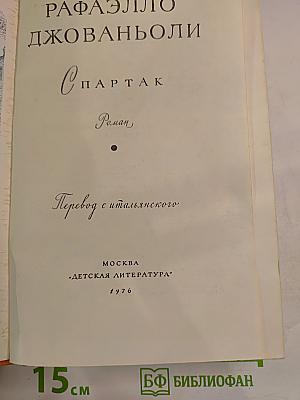 РАФАЭЛЛО
ДЖОВАНЬОЛИ
СПАРТАК
Роман
Перевод с итальянского
МОСКВА
«ДЕТСКАЯ ЛИТЕРАТУРА»
1976
15 см
БФ БИБЛИОФАН